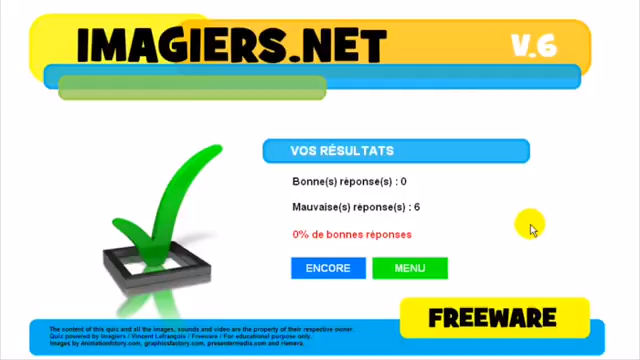 IMAGIERS.NET
V.6
VOS RÉSULTATS
Bonne(s) réponse(s) : 0
Mauvaise(s) réponse(s) : 6
0% de bonnes réponses
ENCORE
MENU
FREEWARE
The content of this quiz and all the images, sounds and video are the property of their respective owner.
Quiz powered by Imagiers / Vincent Lefrançois / Freeware / For educational purpose only.
Images by Animationfctory.com, graphicsfactory.com, presentermedia.com and Hemera.